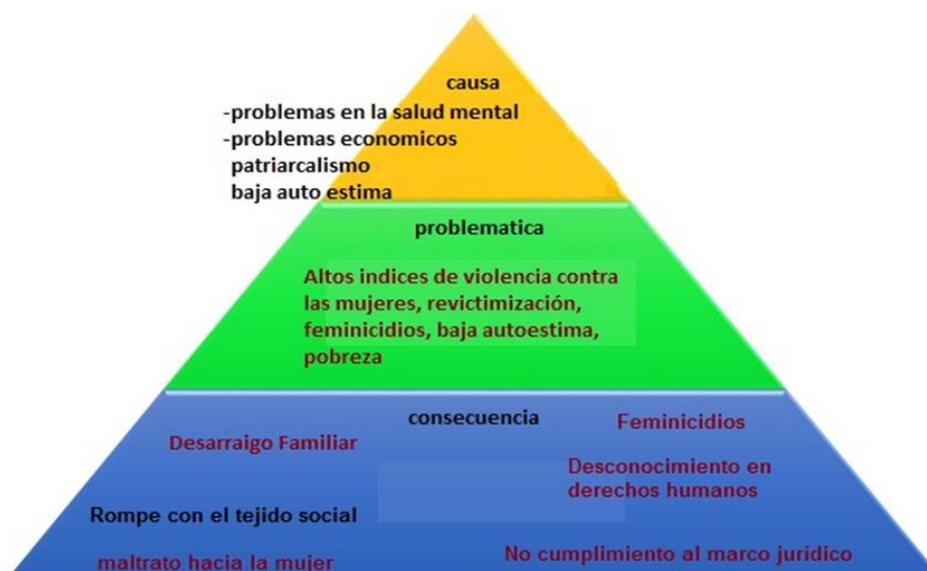 causa
-problemas en la salud mental
-problemas economicos
patriarcalismo
baja auto estima
problematica
Altos indices de violencia contra
las mujeres, revictimización,
feminicidios, baja autoestima,
pobreza
consecuencia
Feminicidios
Desarraigo Familiar
Desconocimiento en
derechos humanos
Rompe con el tejido social
maltrato hacia la mujer
No cumplimiento al marco jurídico